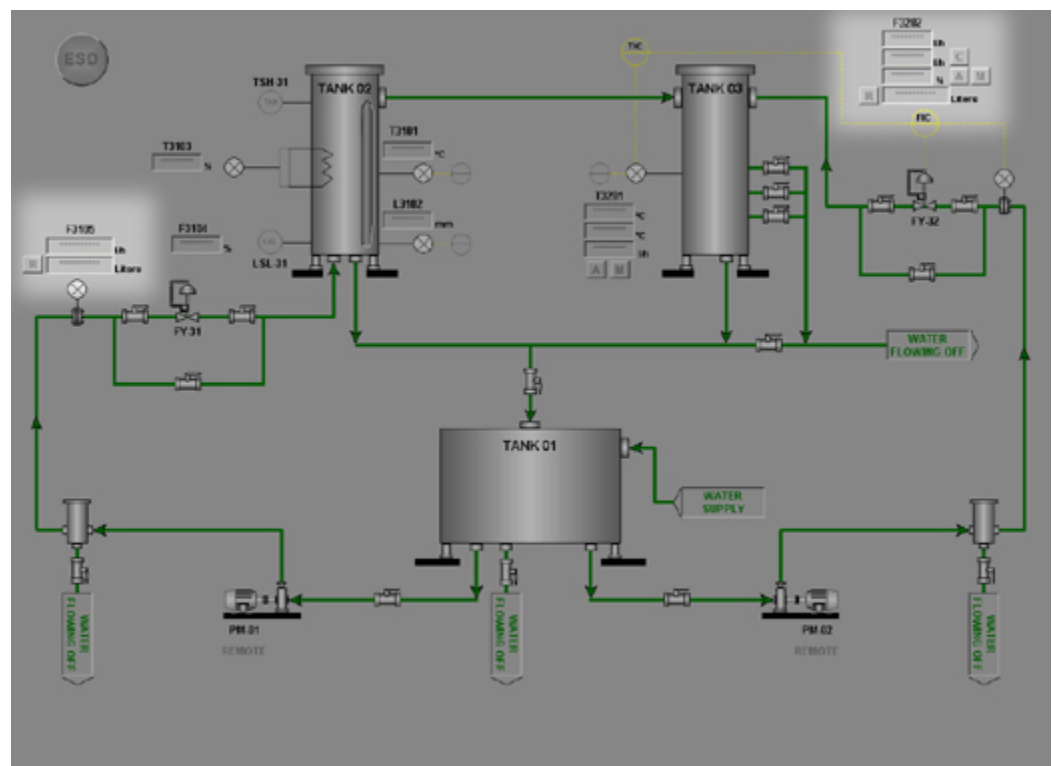 ESD
F3202
l/h
l/h
C
%
A M
R
Liters
TIC
FIC
TSH-31
TANK 02
TANK 03
T3103
%
T3101
°C
L3102
mm
T3201
°C
°C
l/h
A M
F3105
l/h
R
Liters
F3104
%
LSL-31
FY-31
FY-32
WATER
FLOWING OFF
TANK 01
WATER
SUPPLY
WATER
FLOWING OFF
PM-01
REMOTE
WATER
FLOWING OFF
PM-02
REMOTE
WATER
FLOWING OFF